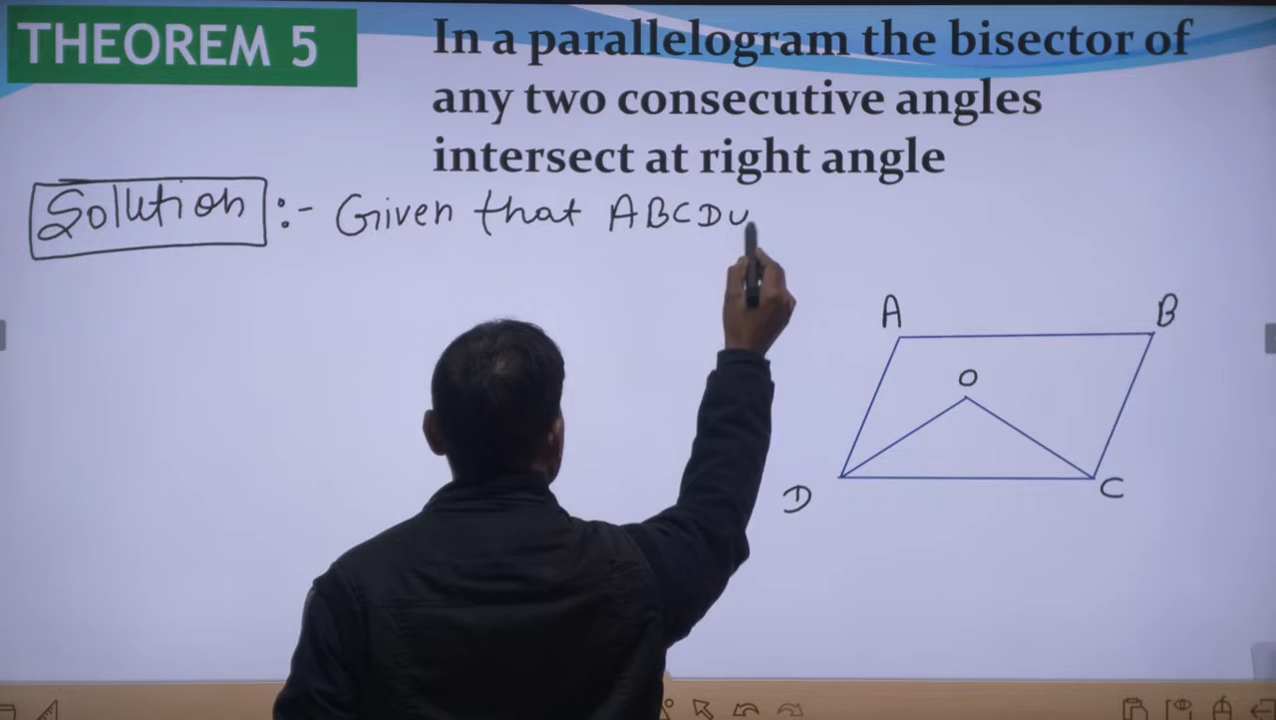 THEOREM 5
In a parallelogram the bisector of
any two consecutive angles
intersect at right angle
Solution :- Given that ABCD
A
B
O
D
C